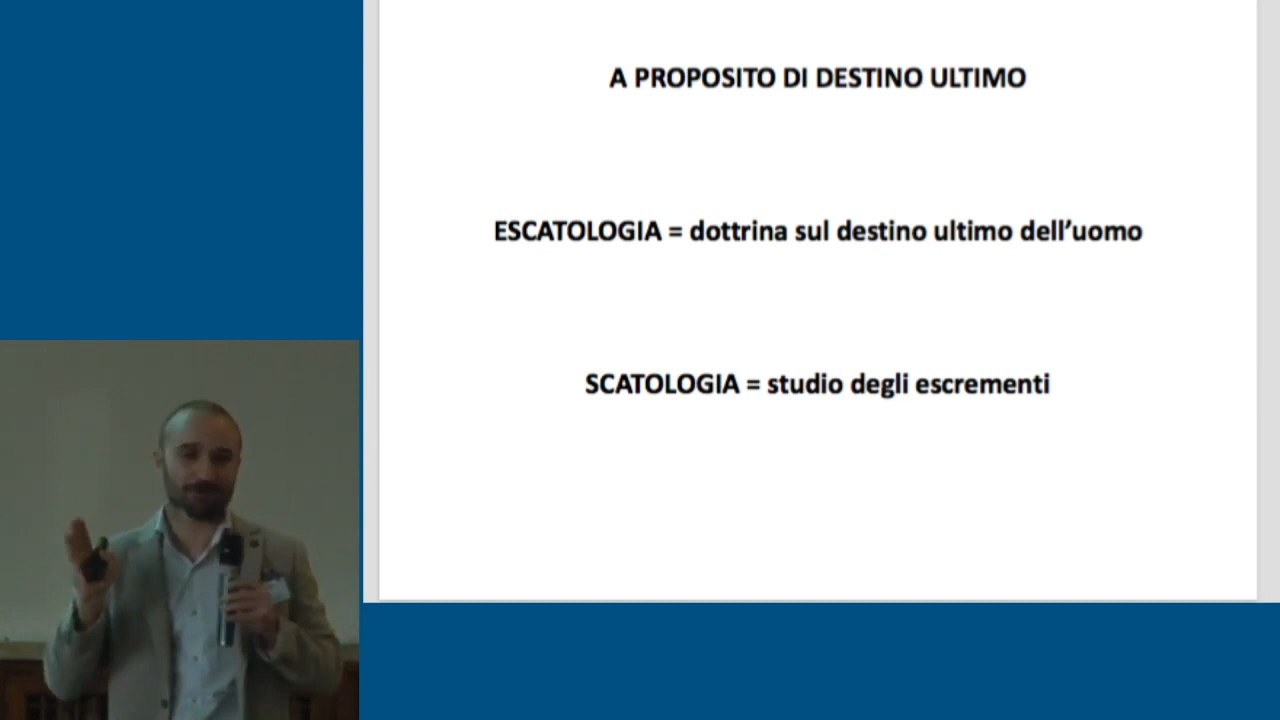 A PROPOSITO DI DESTINO ULTIMO
ESCATOLOGIA = dottrina sul destino ultimo dell’uomo
SCATOLOGIA = studio degli escrementi